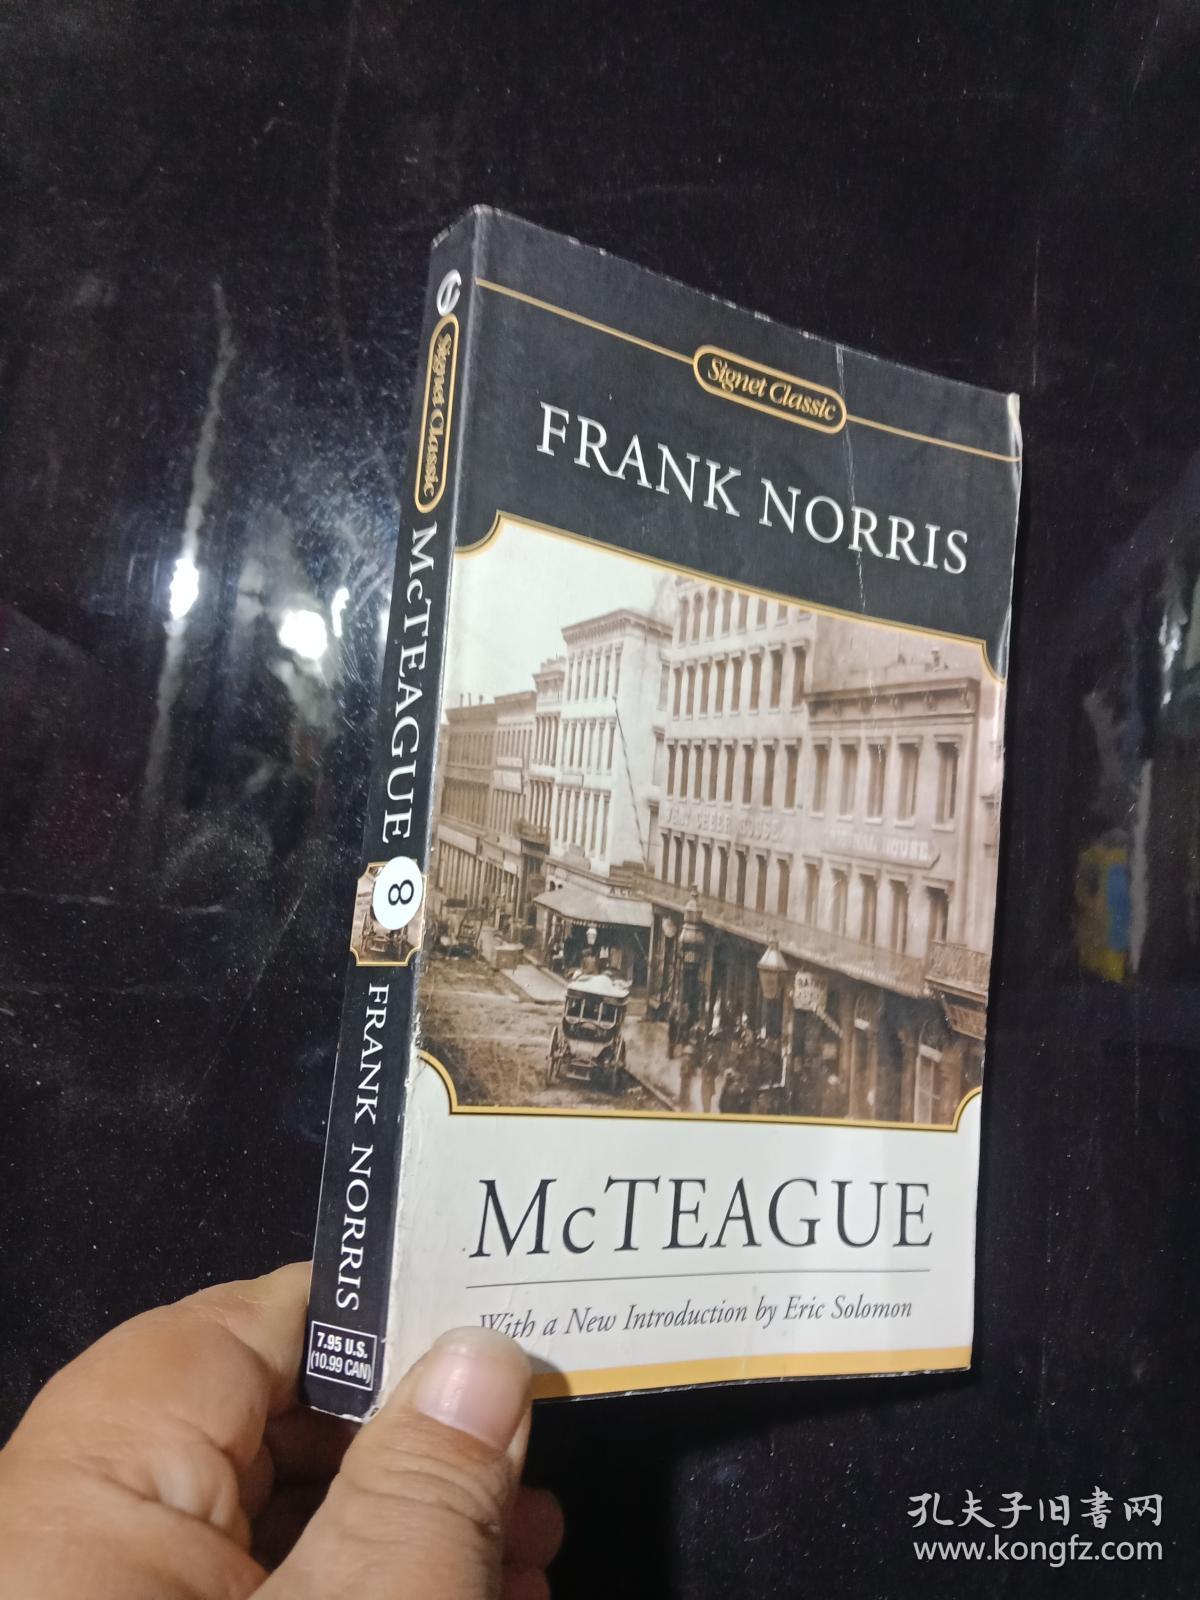 Signet Classic
McTEAGUE
8
FRANK NORRIS
7.95 U.S.
(10.99 CAN)
Signet Classic
FRANK NORRIS
McTEAGUE
With a New Introduction by Eric Solomon
孔夫子旧书网
www.kongfz.com